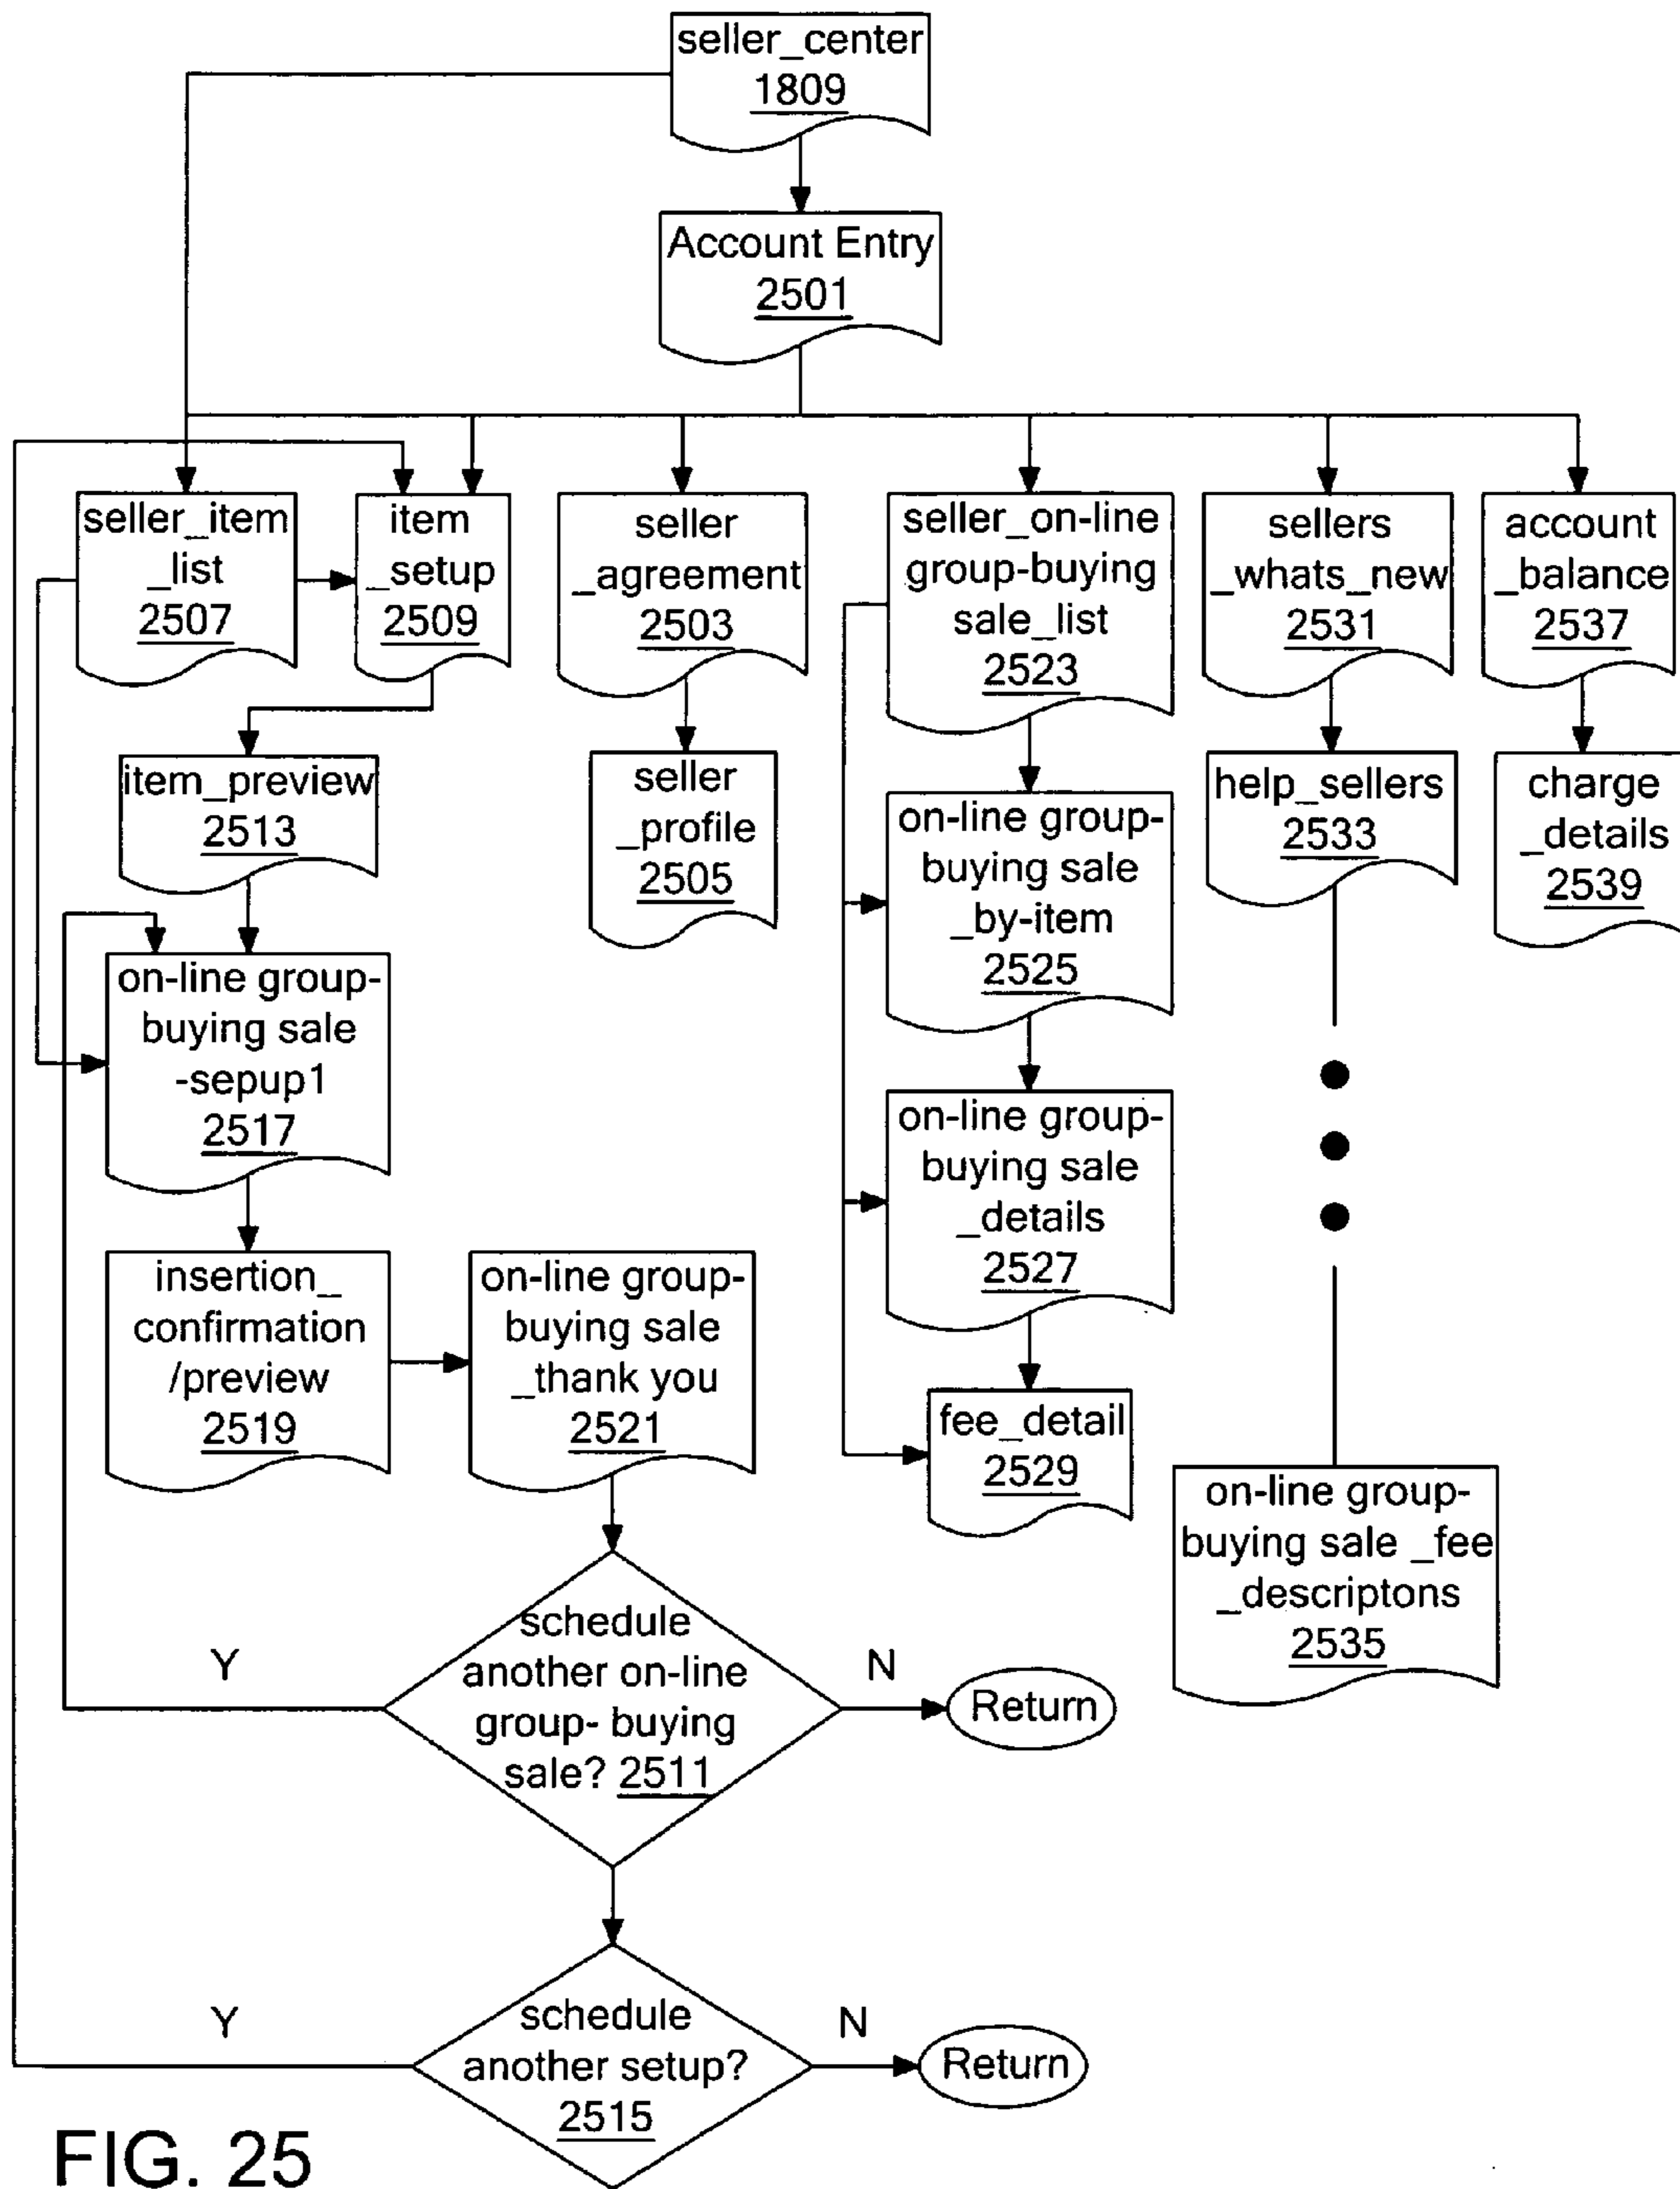 seller_center
1809
Account Entry
2501
seller_item
_list
2507
item
_setup
2509
seller
_agreement
2503
seller_on-line
group-buying
sale_list
2523
sellers
_whats_new
2531
account
_balance
2537
item_preview
2513
seller
_profile
2505
on-line group-
buying sale
_by-item
2525
help_sellers
2533
charge
_details
2539
on-line group-
buying sale
-sepup1
2517
on-line group-
buying sale
_details
2527
insertion_
confirmation
/preview
2519
on-line group-
buying sale
_thank you
2521
fee_detail
2529
on-line group-
buying sale _fee
_descriptons
2535
schedule
another on-line
group- buying
sale? 2511
Y
N
Return
schedule
another setup?
2515
Y
N
Return
FIG. 25